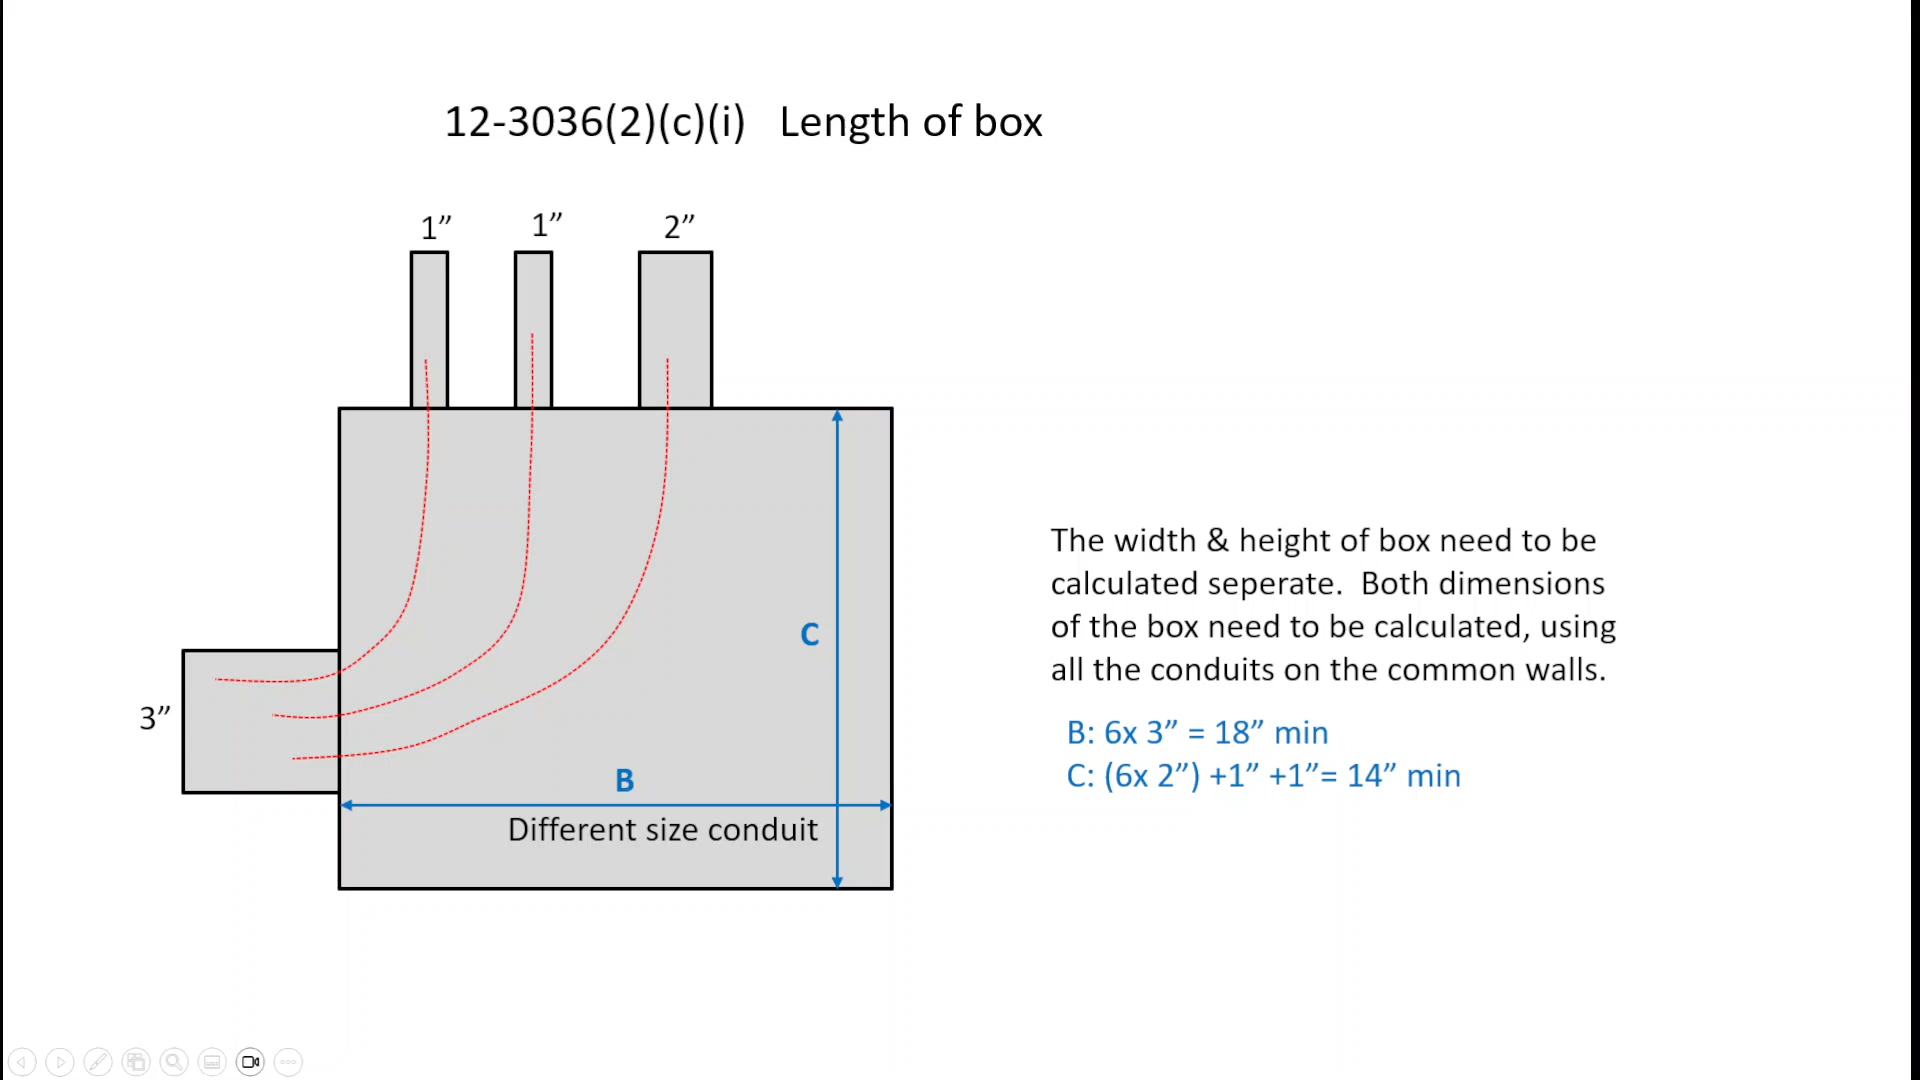 12-3036(2)(c)(i) Length of box
1” 1” 2”
C
3”
B
Different size conduit
The width & height of box need to be
calculated seperate. Both dimensions
of the box need to be calculated, using
all the conduits on the common walls.
B: 6x 3” = 18” min
C: (6x 2”) +1” +1”= 14” min